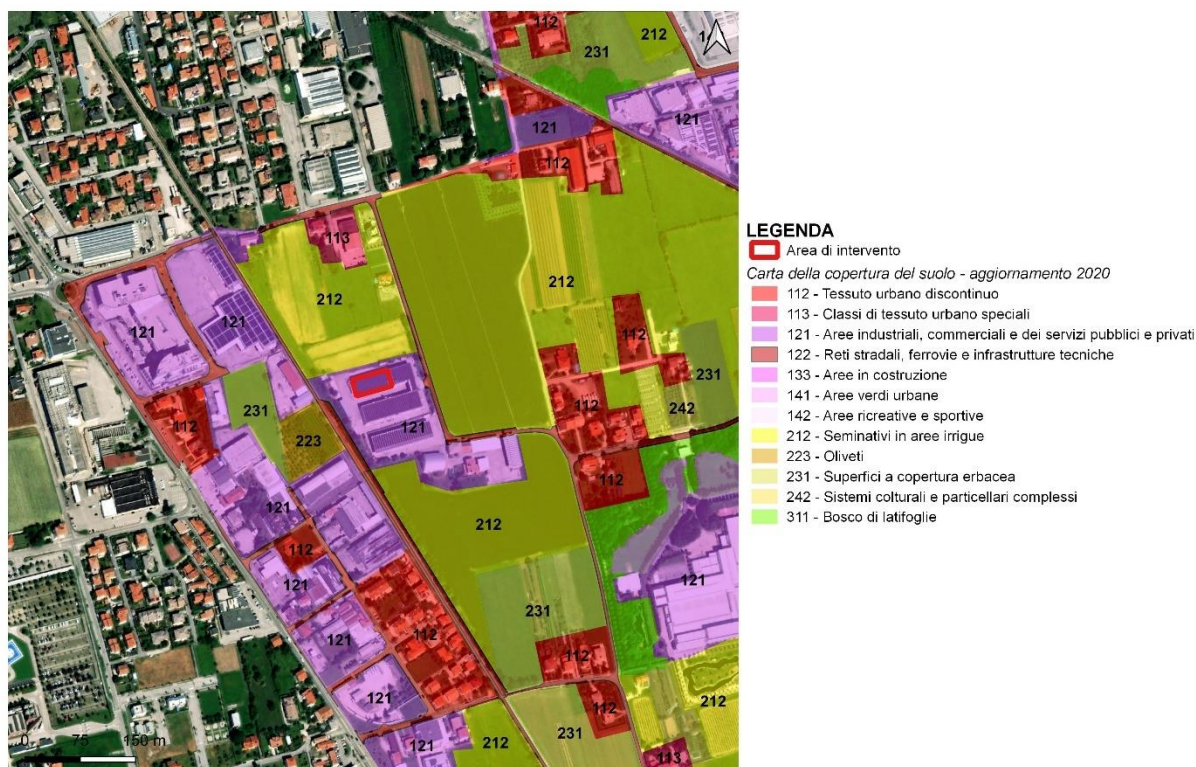 112
212
231
1
121
121
112
113
212
212
121
121
112
231
231
242
112
223
112
121
112
212
121
112
121
121
231
121
112
112
121
212
112
231
121
212
113
0 75 150 m
LEGENDA
Area di intervento
Carta della copertura del suolo - aggiornamento 2020
112 - Tessuto urbano discontinuo
113 - Classi di tessuto urbano speciali
121 - Aree industriali, commerciali e dei servizi pubblici e privati
122 - Reti stradali, ferrovie e infrastrutture tecniche
133 - Aree in costruzione
141 - Aree verdi urbane
142 - Aree ricreative e sportive
212 - Seminativi in aree irrigue
223 - Oliveti
231 - Superfici a copertura erbacea
242 - Sistemi colturali e particellari complessi
311 - Bosco di latifoglie